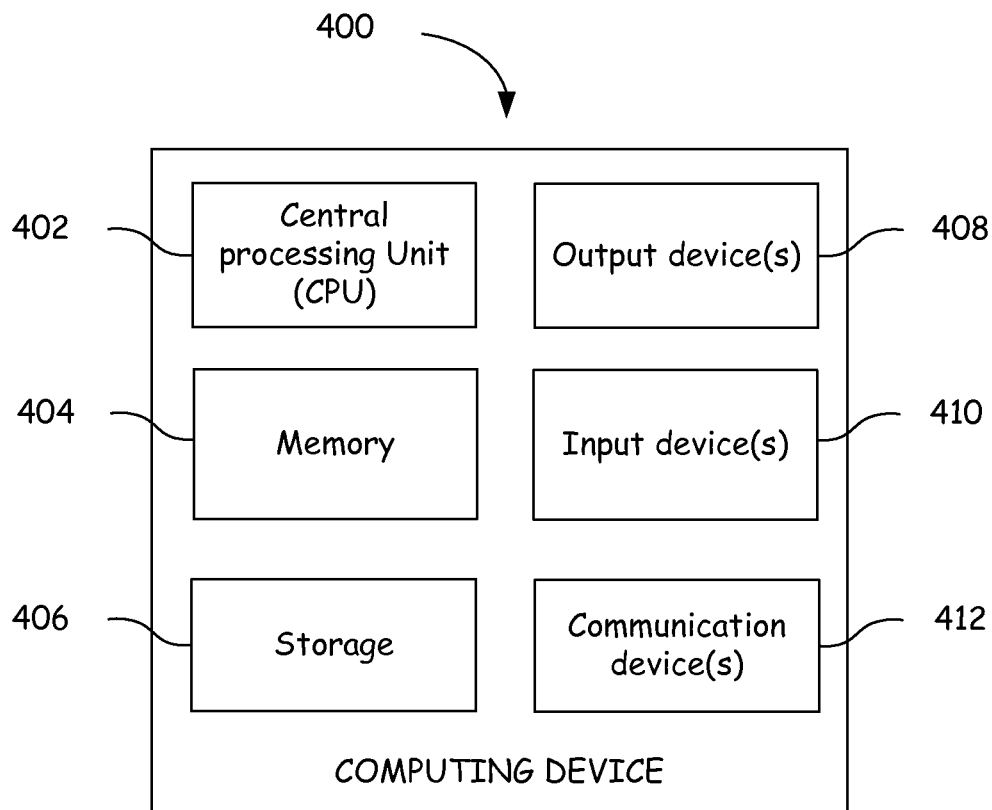 400
402
Central
processing Unit
(CPU)
Output device(s)
408
404
Memory
Input device(s)
410
406
Storage
Communication
device(s)
412
COMPUTING DEVICE